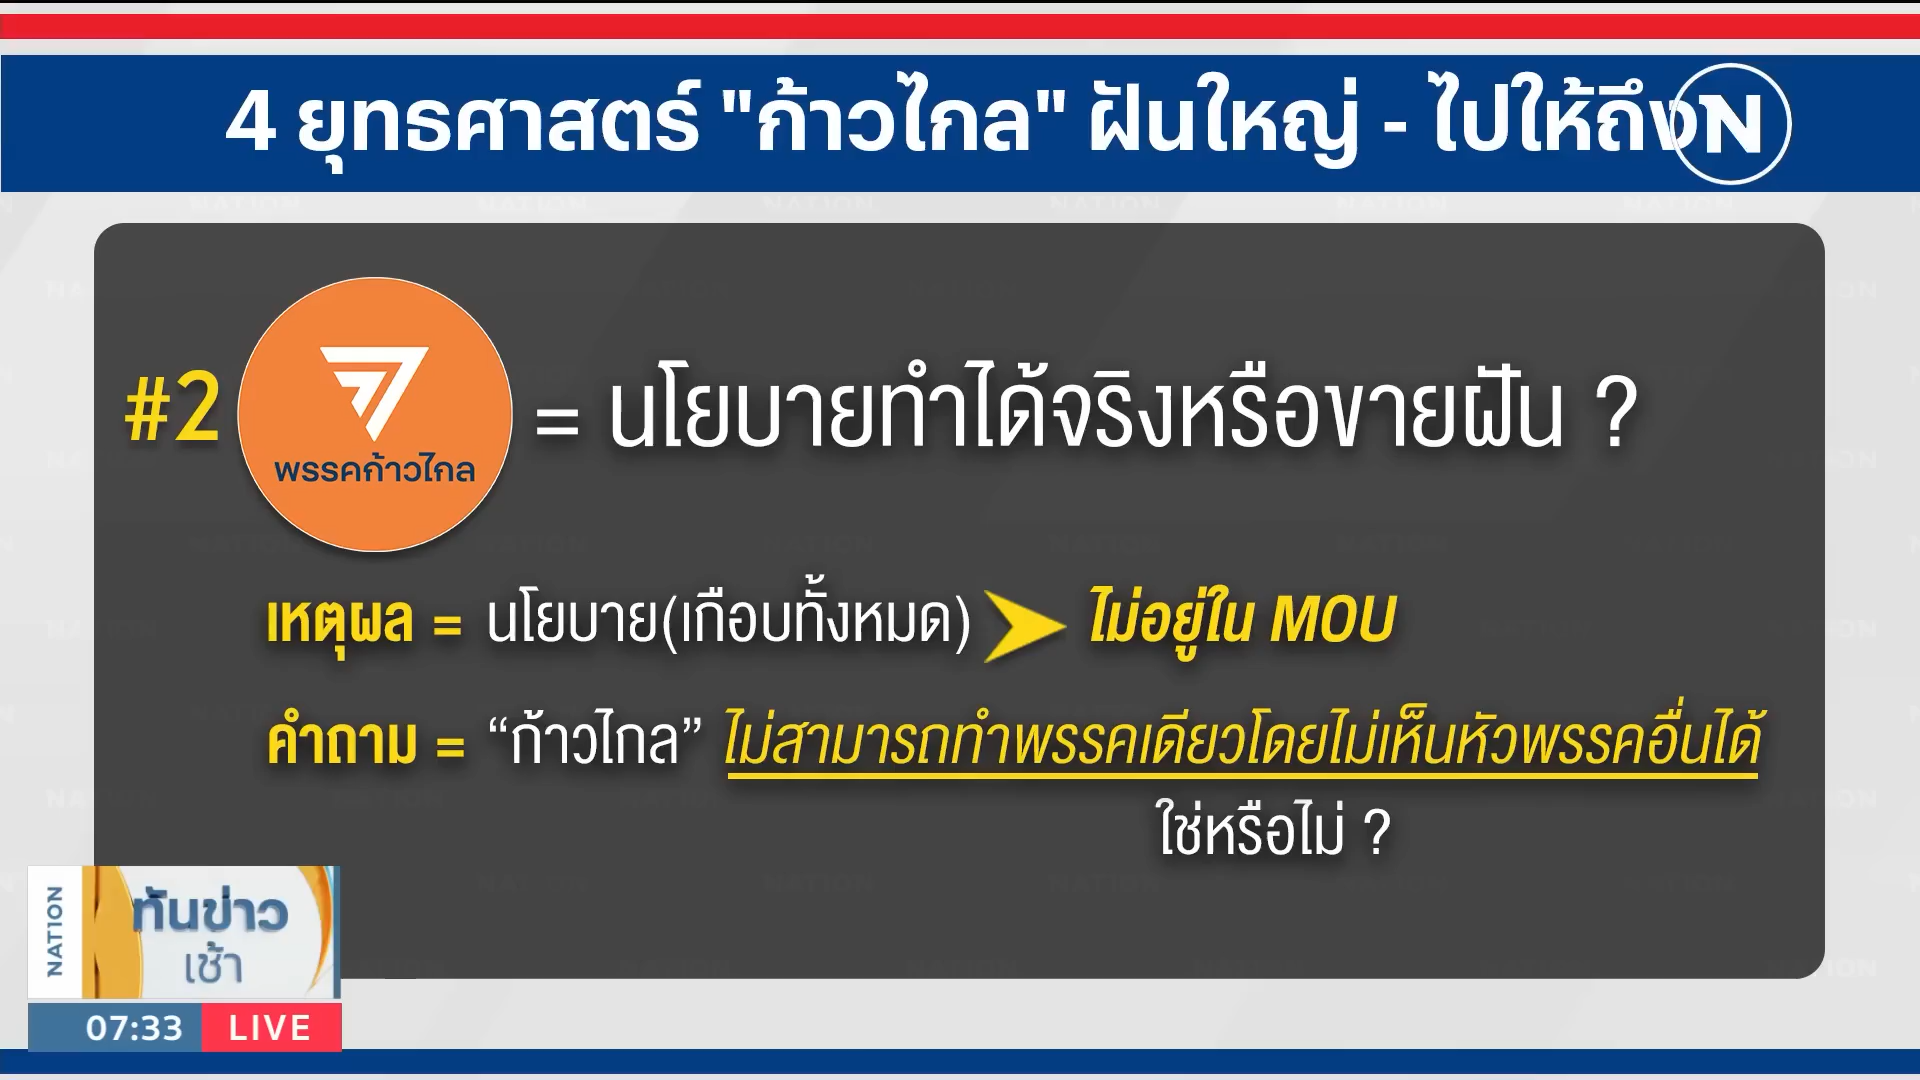 4 ยุทธศาสตร์ "ก้าวไกล" ฝันใหญ่ - ไปให้ถึง
N
#2
พรรคก้าวไกล
= นโยบายทำได้จริงหรือขายฝัน ?
เหตุผล = นโยบาย(เกือบทั้งหมด) ไม่อยู่ใน MOU
คำถาม = “ก้าวไกล” ไม่สามารถทำพรรคเดียวโดยไม่เห็นหัวพรรคอื่นได้
ใช่หรือไม่ ?
NATION
ทันข่าว
เช้า
07:33 LIVE